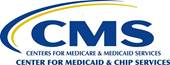 CMS
CENTERS FOR MEDICARE & MEDICAID SERVICES
CENTER FOR MEDICAID & CHIP SERVICES